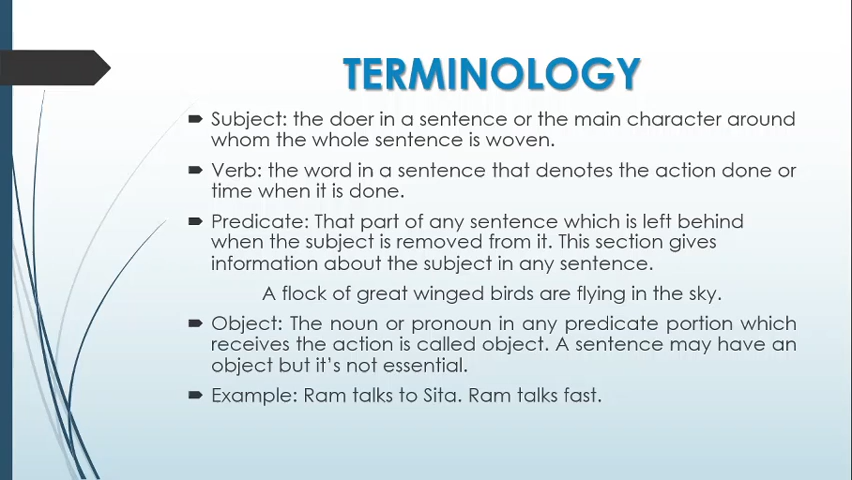 TERMINOLOGY
Subject: the doer in a sentence or the main character around
whom the whole sentence is woven.
Verb: the word in a sentence that denotes the action done or
time when it is done.
Predicate: That part of any sentence which is left behind
when the subject is removed from it. This section gives
information about the subject in any sentence.
A flock of great winged birds are flying in the sky.
Object: The noun or pronoun in any predicate portion which
receives the action is called object. A sentence may have an
object but it's not essential.
Example: Ram talks to Sita. Ram talks fast.